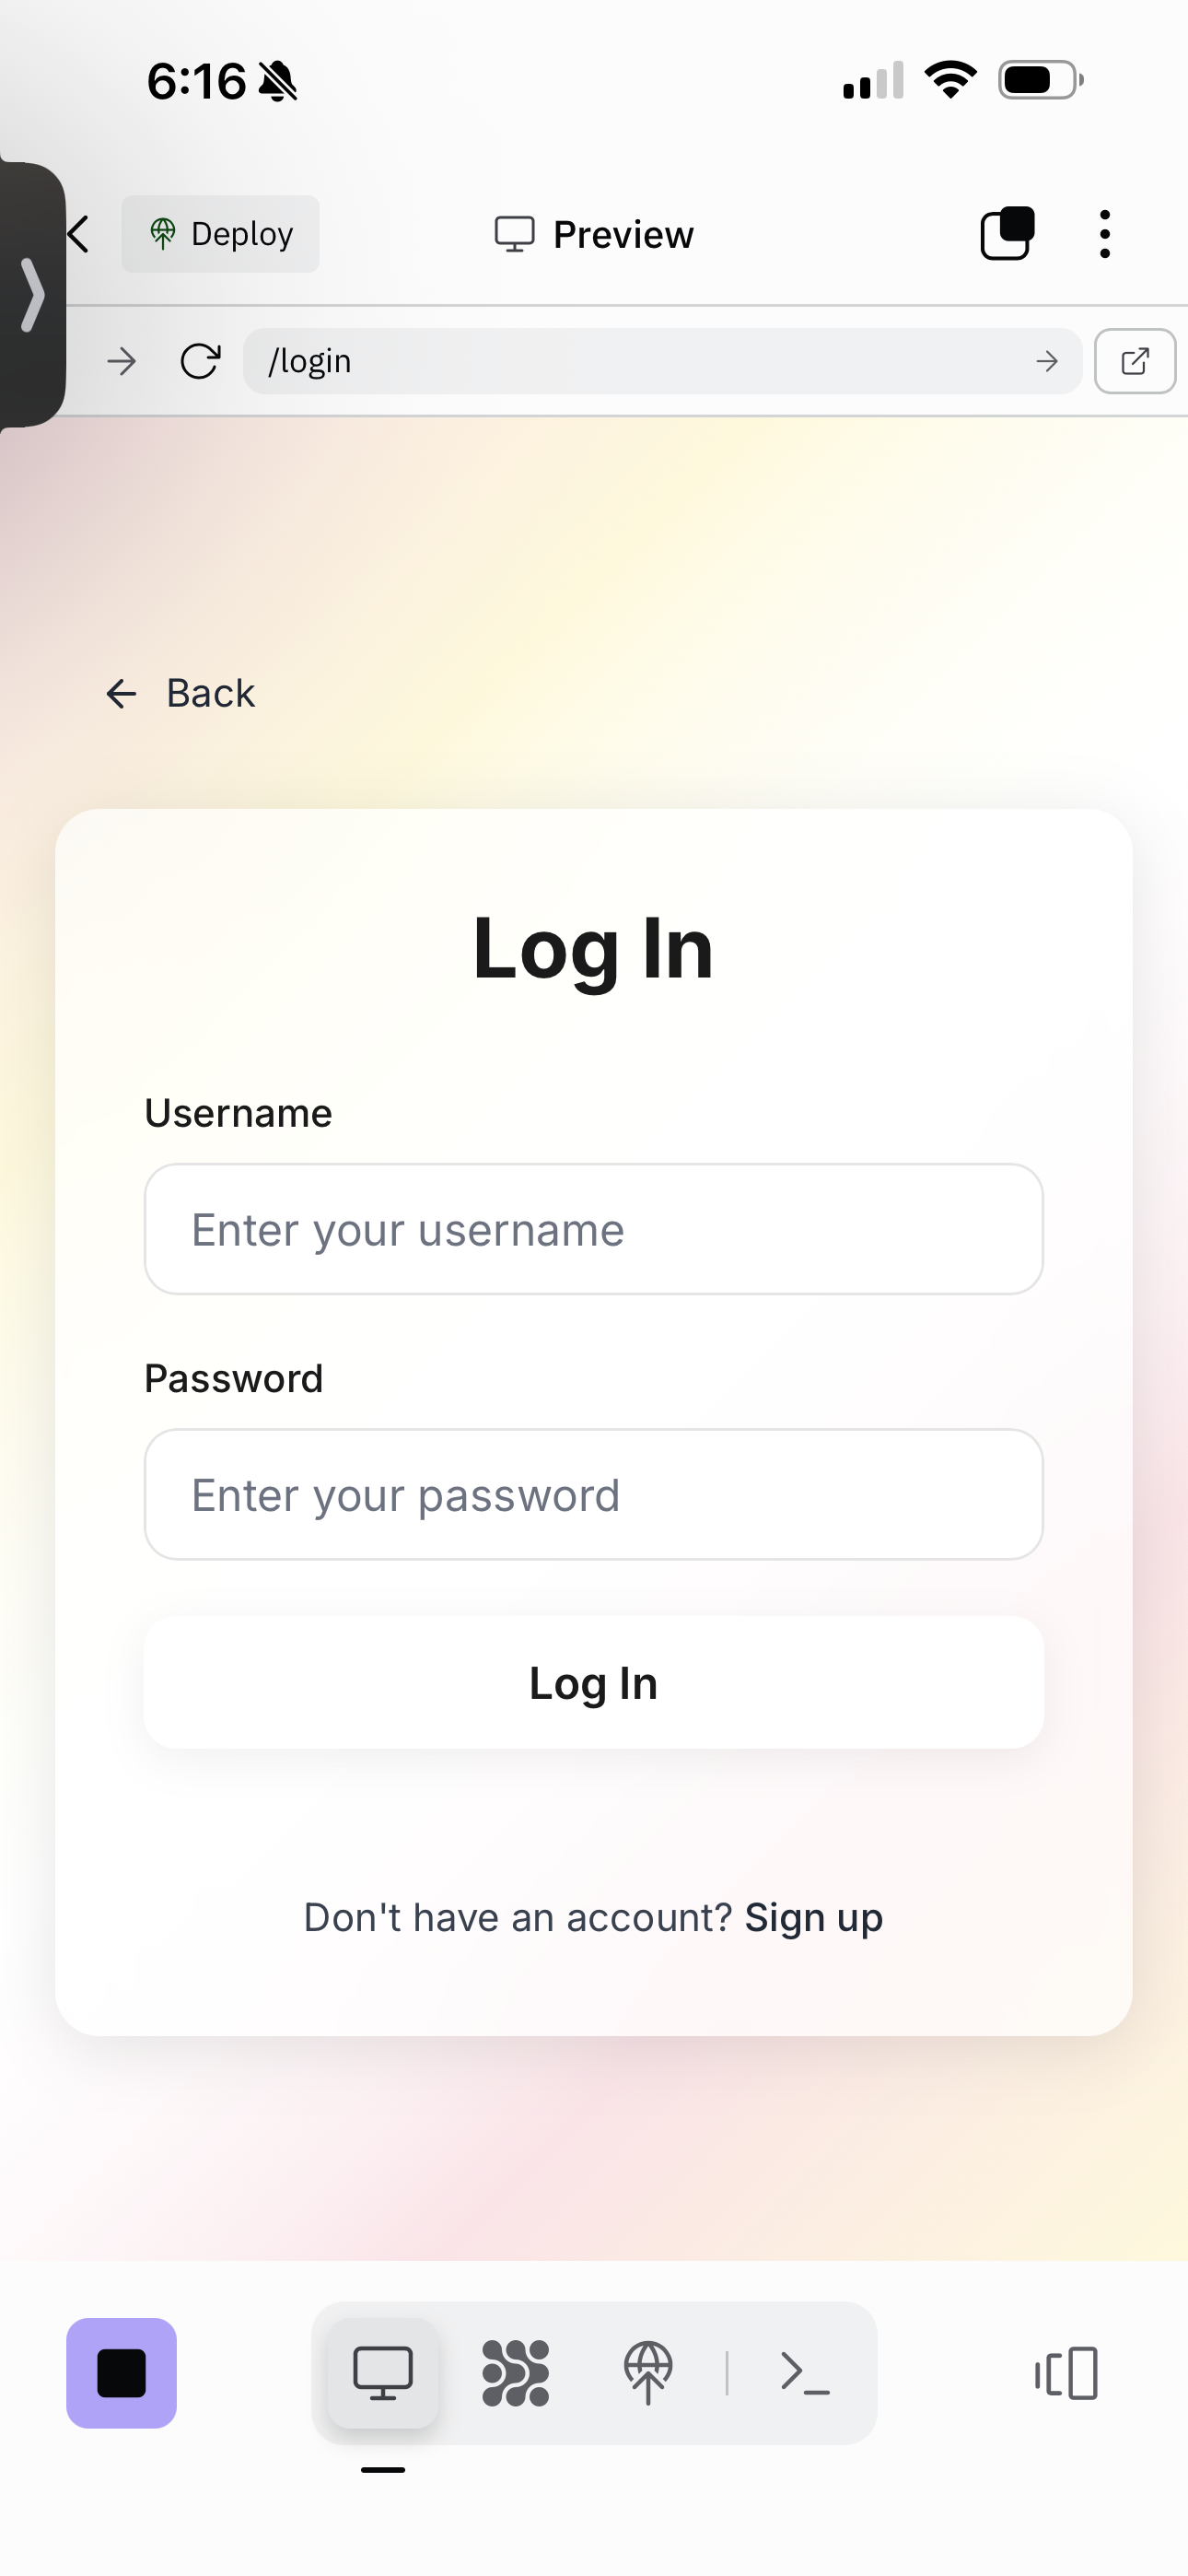 6:16
Deploy
Preview
/login
Back
Log In
Username
Enter your username
Password
Enter your password
Log In
Don't have an account? Sign up